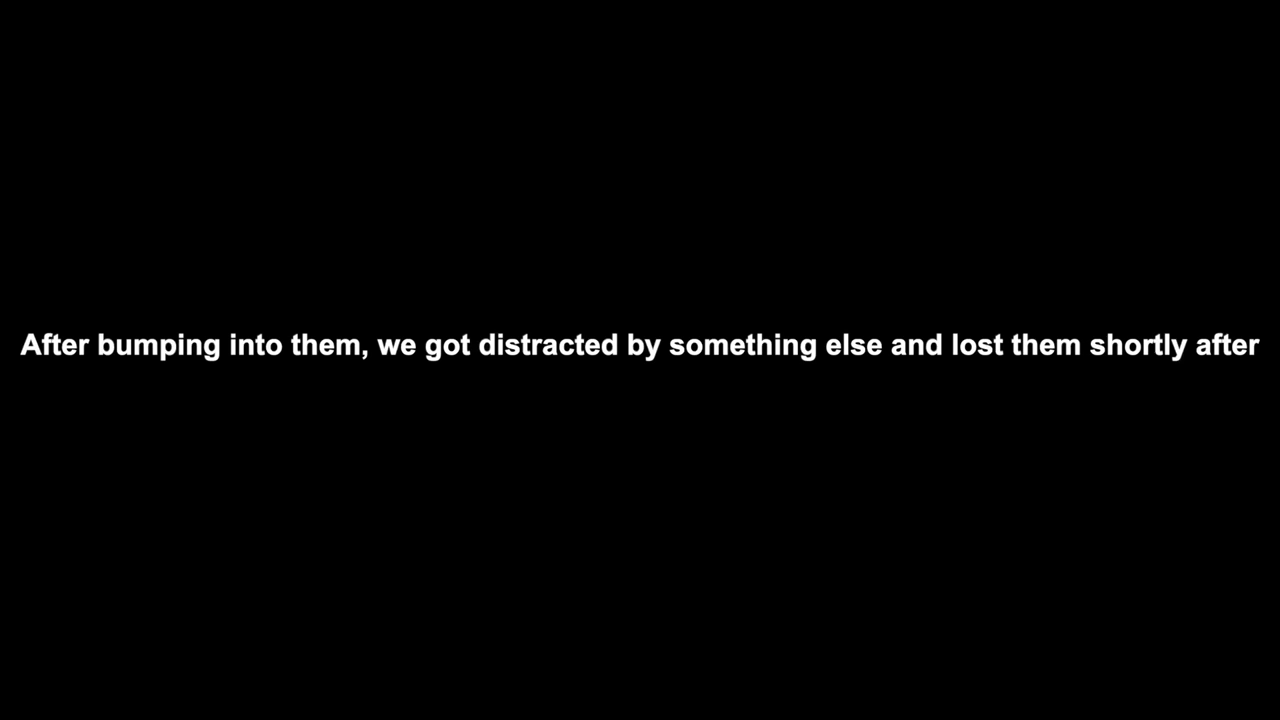 After bumping into them, we got distracted by something else and lost them shortly after